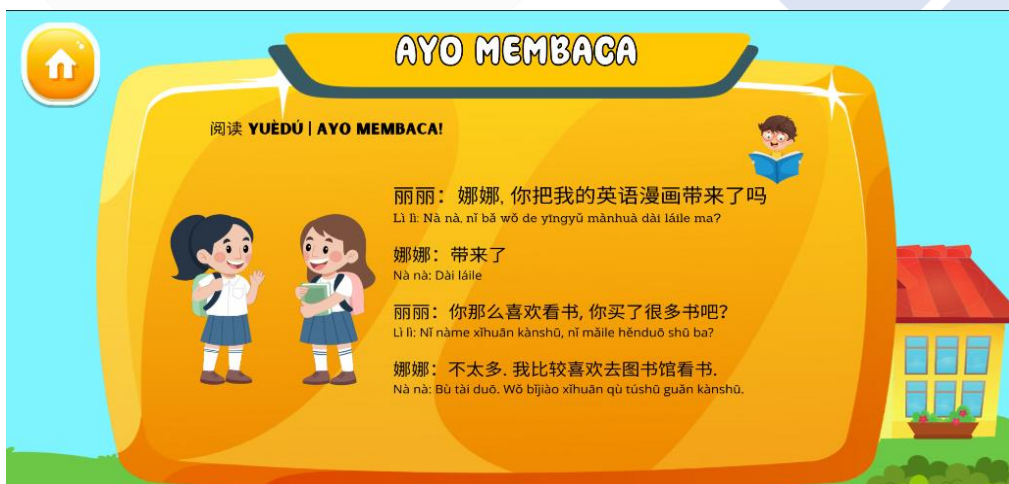 AYO MEMBACA
阅读 YUÈDÚ | AYO MEMBACA!
丽丽：娜娜, 你把我的英语漫画带来了吗
Lì lì: Nà nà, nǐ bǎ wǒ de yīngyǔ mànhuà dài láile ma?
娜娜：带来了
Nà nà: Dài láile
丽丽：你那么喜欢看书, 你买了很多书吧?
Lì lì: Nǐ nàme xǐhuān kànshū, nǐ mǎile hěnduō shū ba?
娜娜：不太多. 我比较喜欢去图书馆看书.
Nà nà: Bù tài duō. Wǒ bǐjiào xǐhuān qù túshū guǎn kànshū.